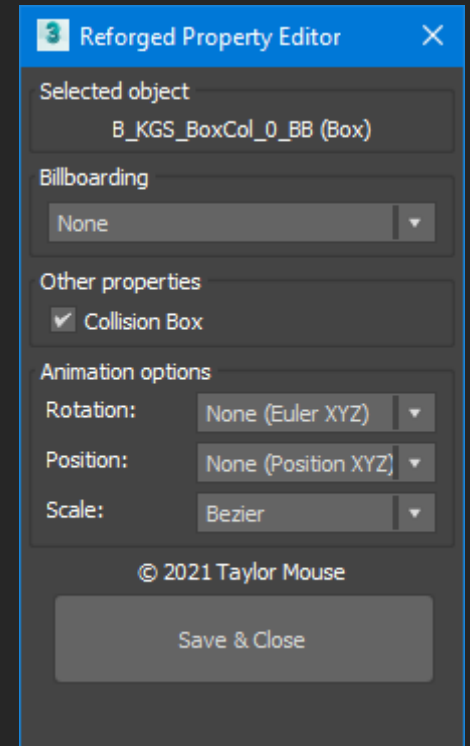 3 Reforged Property Editor
Selected object
B_KGS_BoxCol_0_BB (Box)
Billboarding
None
Other properties
Collision Box
Animation options
Rotation: None (Euler XYZ)
Position: None (Position XYZ)
Scale: Bezier
© 2021 Taylor Mouse
Save & Close